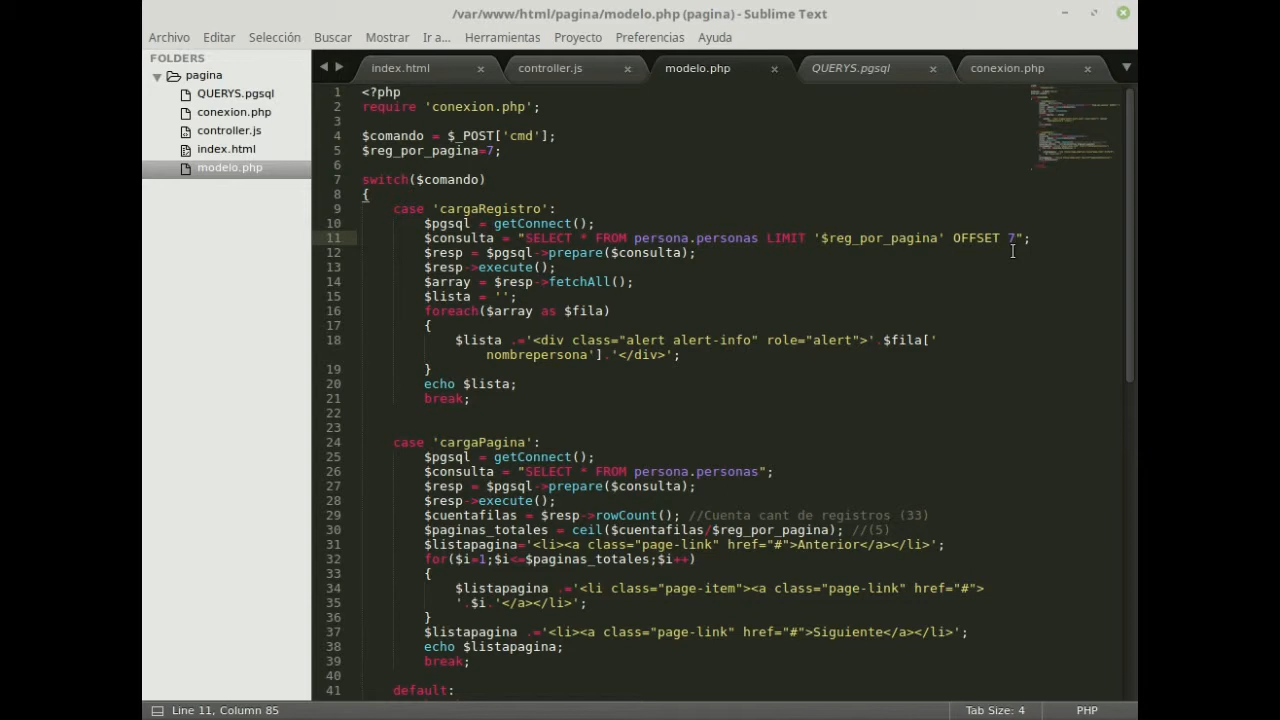 /var/www/html/pagina/modelo.php (pagina) - Sublime Text
Archivo Editar Selección Buscar Mostrar Ir a... Herramientas Proyecto Preferencias Ayuda
FOLDERS
pagina
QUERYS.pgsql
conexion.php
controller.js
index.html
modelo.php
index.html controller.js modelo.php QUERYS.pgsql conexion.php
1 <?php
2 require 'conexion.php';
3
4 $comando = $_POST['cmd'];
5 $reg_por_pagina=7;
6
7 switch($comando)
8 {
9 case 'cargaRegistro':
10 $pgsql = getConnect();
11 $consulta = "SELECT * FROM persona.personas LIMIT '$reg_por_pagina' OFFSET 7";
12 $resp = $pgsql->prepare($consulta);
13 $resp->execute();
14 $array = $resp->fetchAll();
15 $lista = '';
16 foreach($array as $fila)
17 {
18 $lista .='<div class="alert alert-info" role="alert">'.$fila['
nombrepersona'].'</div>';
19 }
20 echo $lista;
21 break;
22
23
24 case 'cargaPagina':
25 $pgsql = getConnect();
26 $consulta = "SELECT * FROM persona.personas";
27 $resp = $pgsql->prepare($consulta);
28 $resp->execute();
29 $cuentafilas = $resp->rowCount(); //Cuenta cant de registros (33)
30 $paginas_totales = ceil($cuentafilas/$reg_por_pagina); //(5)
31 $listapagina='<li><a class="page-link" href="#">Anterior</a></li>';
32 for($i=1;$i<=$paginas_totales;$i++)
33 {
34 $listapagina .='<li class="page-item"><a class="page-link" href="#">
35 '.$i.'</a></li>';
36 }
37 $listapagina .='<li><a class="page-link" href="#">Siguiente</a></li>';
38 echo $listapagina;
39 break;
40
41 default:
Line 11, Column 85 Tab Size: 4 PHP